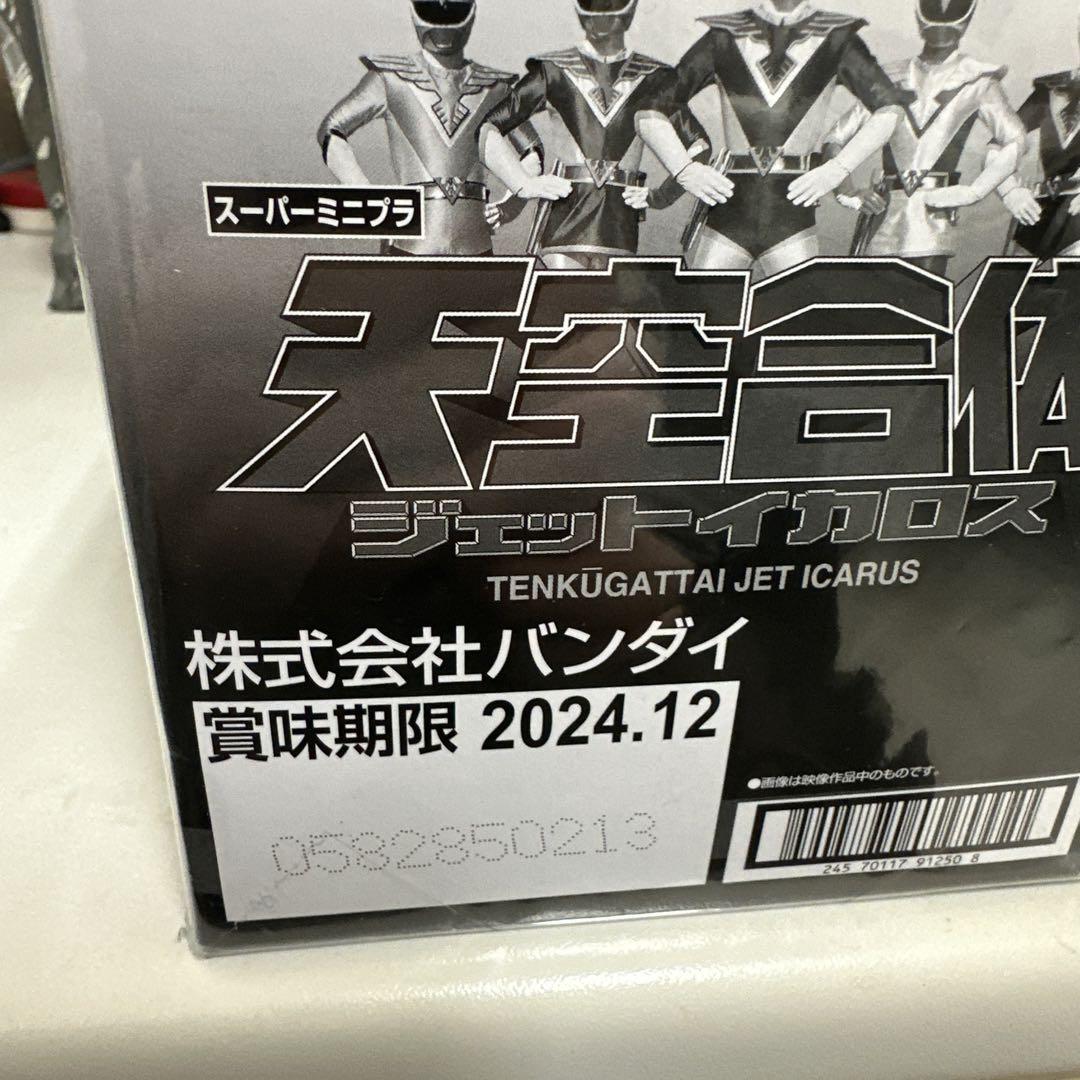 スーパーミニプラ
天空合体
ジェットイカロス
TENKŪGATTAI JET ICARUS
株式会社バンダイ
賞味期限 2024.12
0582850213
●画像は映像作品中のものです。
245 70117 91250 8